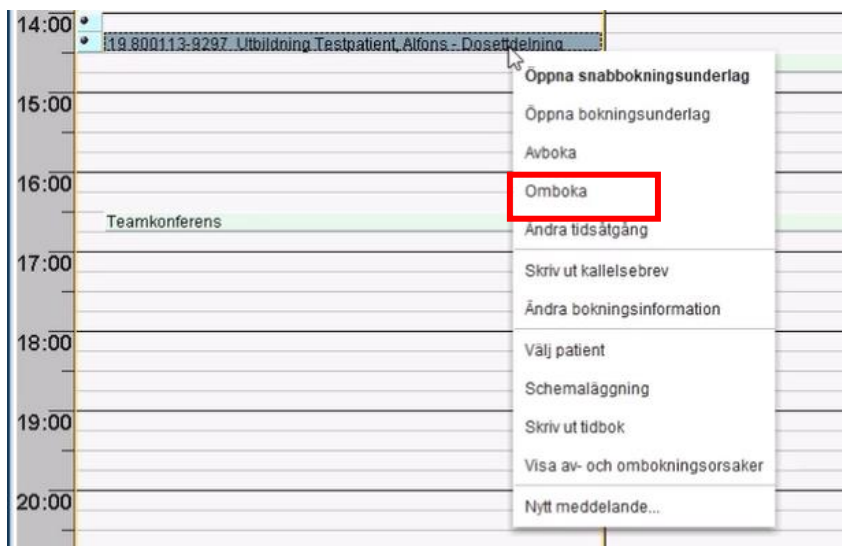 14:00
19 800113-9297, Utbildning Testpatient, Alfons - Dosettdelning
15:00
16:00
Teamkonferens
17:00
18:00
19:00
20:00
Öppna snabbokningsunderlag
Öppna bokningsunderlag
Avboka
Omboka
Ändra tidsåtgång
Skriv ut kallelsebrev
Ändra bokningsinformation
Välj patient
Schemaläggning
Skriv ut tidbok
Visa av- och ombokningsorsaker
Nytt meddelande...